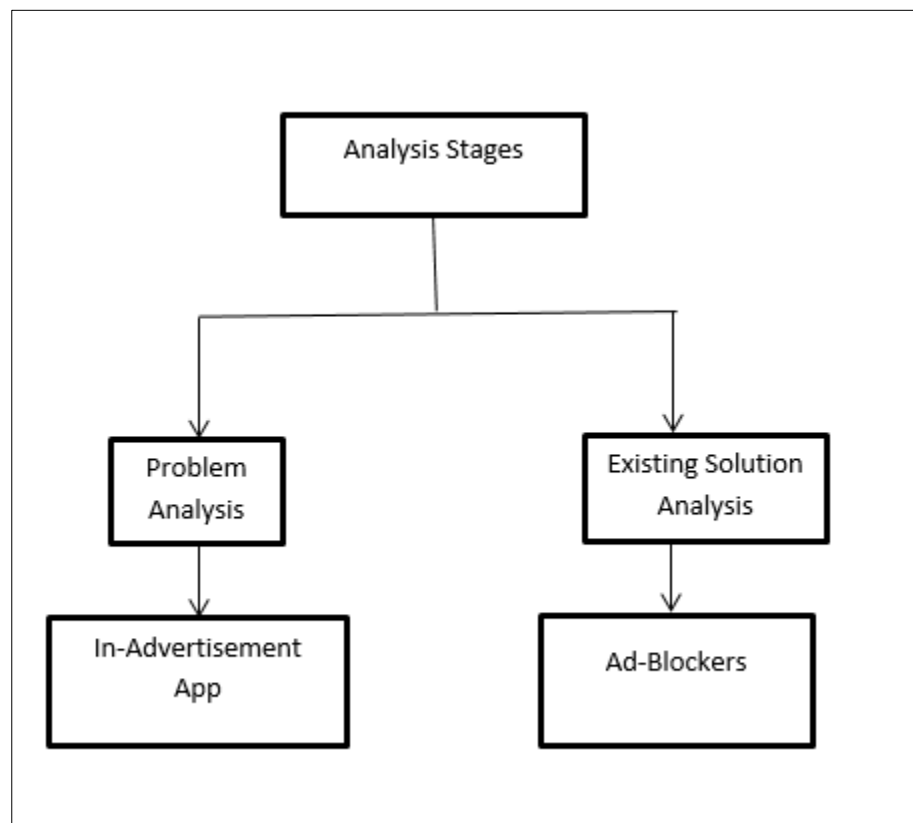 Analysis Stages
Problem
Analysis
Existing Solution
Analysis
In-Advertisement
App
Ad-Blockers